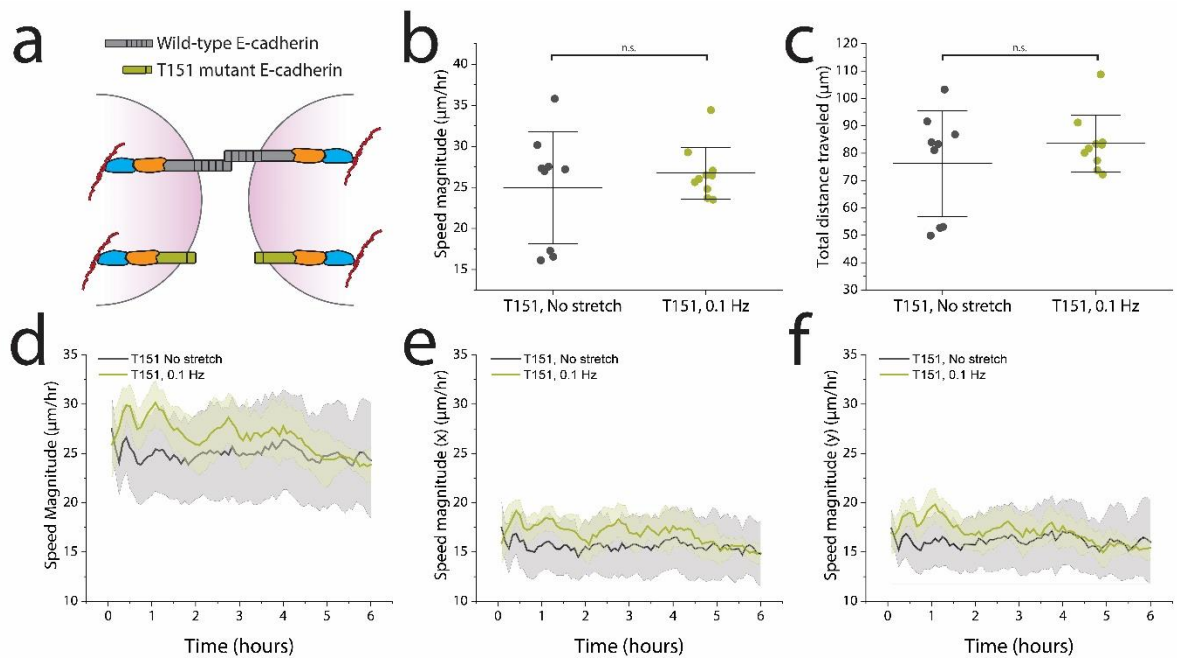 a
Wild-type E-cadherin
T151 mutant E-cadherin
b
n.s.
Speed magnitude (μm/hr)
40
35
30
25
20
15
T151, No stretch
T151, 0.1 Hz
c
n.s.
Total distance traveled (μm)
120
110
100
90
80
70
60
50
40
30
T151, No stretch
T151, 0.1 Hz
d
T151 No stretch
T151, 0.1 Hz
Speed Magnitude (μm/hr)
35
30
25
20
15
10
0 1 2 3 4 5 6
Time (hours)
e
T151, No stretch
T151, 0.1 Hz
Speed magnitude (x) (μm/hr)
35
30
25
20
15
10
0 1 2 3 4 5 6
Time (hours)
f
T151, No stretch
T151, 0.1 Hz
Speed magnitude (y) (μm/hr)
35
30
25
20
15
10
0 1 2 3 4 5 6
Time (hours)